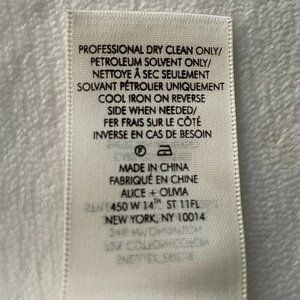 PROFESSIONAL DRY CLEAN ONLY/
PETROLEUM SOLVENT ONLY/
NETTOYÉ À SEC SEULEMENT
SOLVANT PÉTROLIER UNIQUEMENT
COOL IRON ON REVERSE
SIDE WHEN NEEDED/
FER FRAIS SUR LE CÔTÉ
INVERSE EN CAS DE BESOIN
F
MADE IN CHINA
FABRIQUÉ EN CHINE
ALICE + OLIVIA
450 W 14TH ST 11FL
NEW YORK, NY 10014